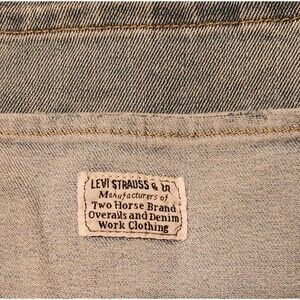 LEVI STRAUSS & CO
Manufacturers of
Two Horse Brand
Overalls and Denim
Work Clothing